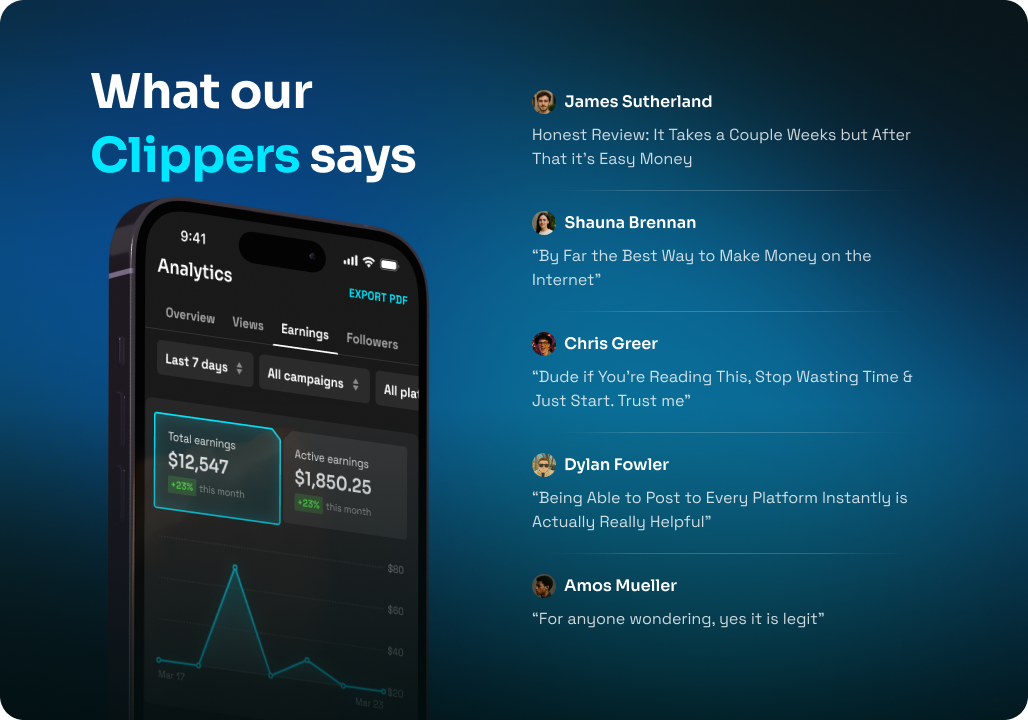 What our
Clippers says
9:41
Analytics
EXPORT PDF
Overview Views Earnings Followers
Last 7 days All campaigns All plat
Total earnings
$12,547
+23% this month
Active earnings
$1,850.25
+23% this month
$80
$60
$40
$20
Mar 17
Mar 23
James Sutherland
Honest Review: It Takes a Couple Weeks but After
That it's Easy Money
Shauna Brennan
“By Far the Best Way to Make Money on the
Internet”
Chris Greer
“Dude if You're Reading This, Stop Wasting Time &
Just Start. Trust me”
Dylan Fowler
“Being Able to Post to Every Platform Instantly is
Actually Really Helpful”
Amos Mueller
“For anyone wondering, yes it is legit”